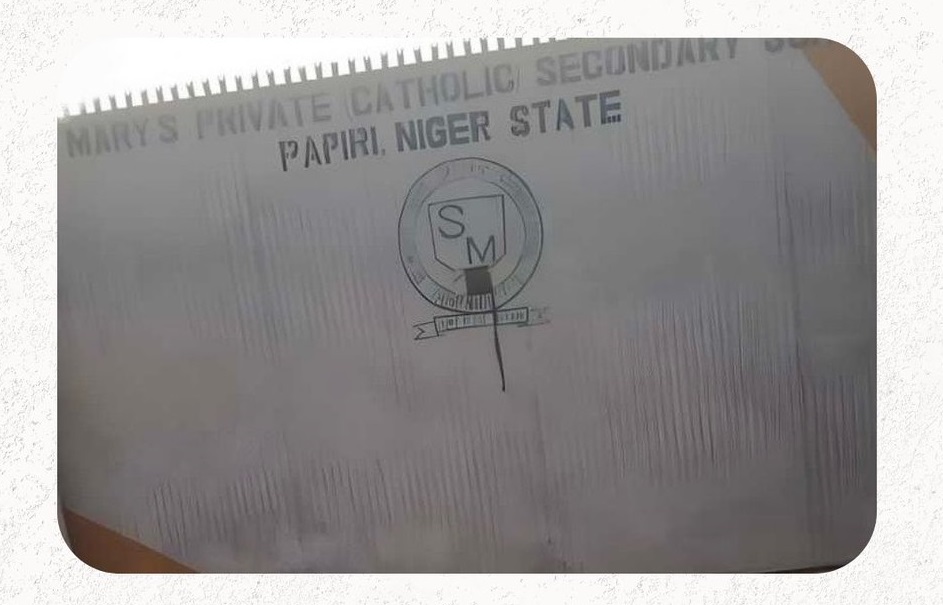 MARY'S PRIVATE (CATHOLIC) SECONDARY
PAPIRI, NIGER STATE
S
M